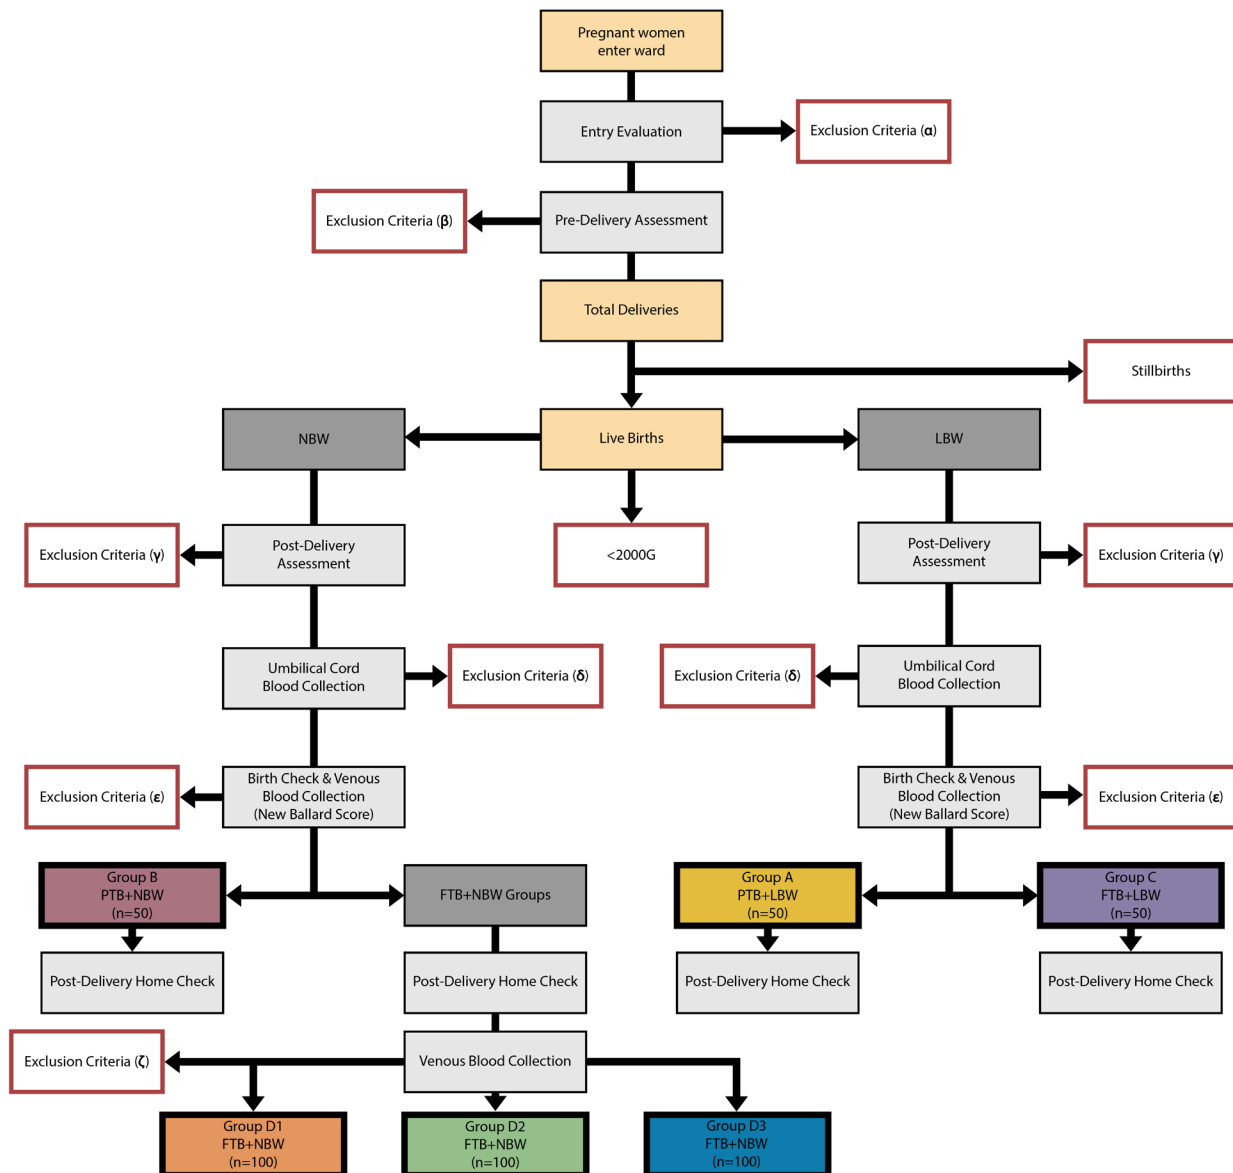 Pregnant women
enter ward
Entry Evaluation
Exclusion Criteria (α)
Exclusion Criteria (β)
Pre-Delivery Assessment
Total Deliveries
Stillbirths
NBW
Live Births
LBW
Exclusion Criteria (γ)
Post-Delivery
Assessment
<2000G
Post-Delivery
Assessment
Exclusion Criteria (γ)
Umbilical Cord
Blood Collection
Exclusion Criteria (δ)
Exclusion Criteria (δ)
Umbilical Cord
Blood Collection
Exclusion Criteria (ε)
Birth Check & Venous
Blood Collection
(New Ballard Score)
Birth Check & Venous
Blood Collection
(New Ballard Score)
Exclusion Criteria (ε)
Group B
PTB+NBW
(n=50)
FTB+NBW Groups
Group A
PTB+LBW
(n=50)
Group C
FTB+LBW
(n=50)
Post-Delivery Home Check
Post-Delivery Home Check
Post-Delivery Home Check
Post-Delivery Home Check
Exclusion Criteria (ζ)
Venous Blood Collection
Group D1
FTB+NBW
(n=100)
Group D2
FTB+NBW
(n=100)
Group D3
FTB+NBW
(n=100)